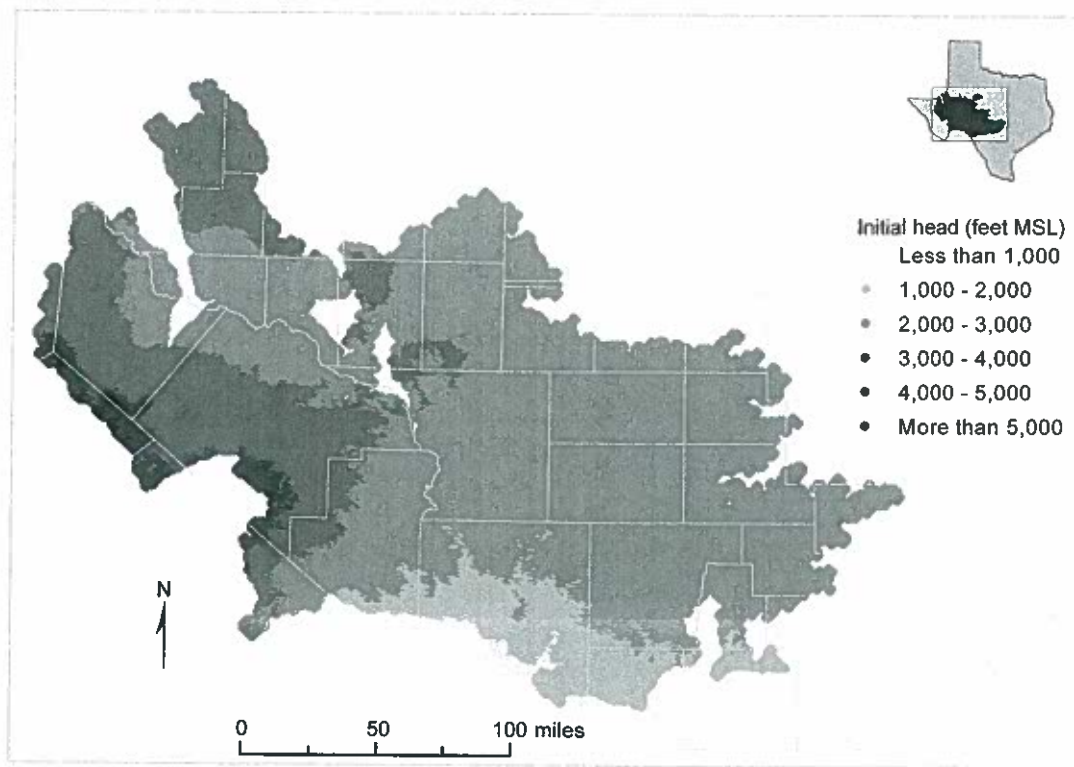 Initial head (feet MSL)
Less than 1,000
1,000 - 2,000
2,000 - 3,000
3,000 - 4,000
4,000 - 5,000
More than 5,000
N
0 50 100 miles